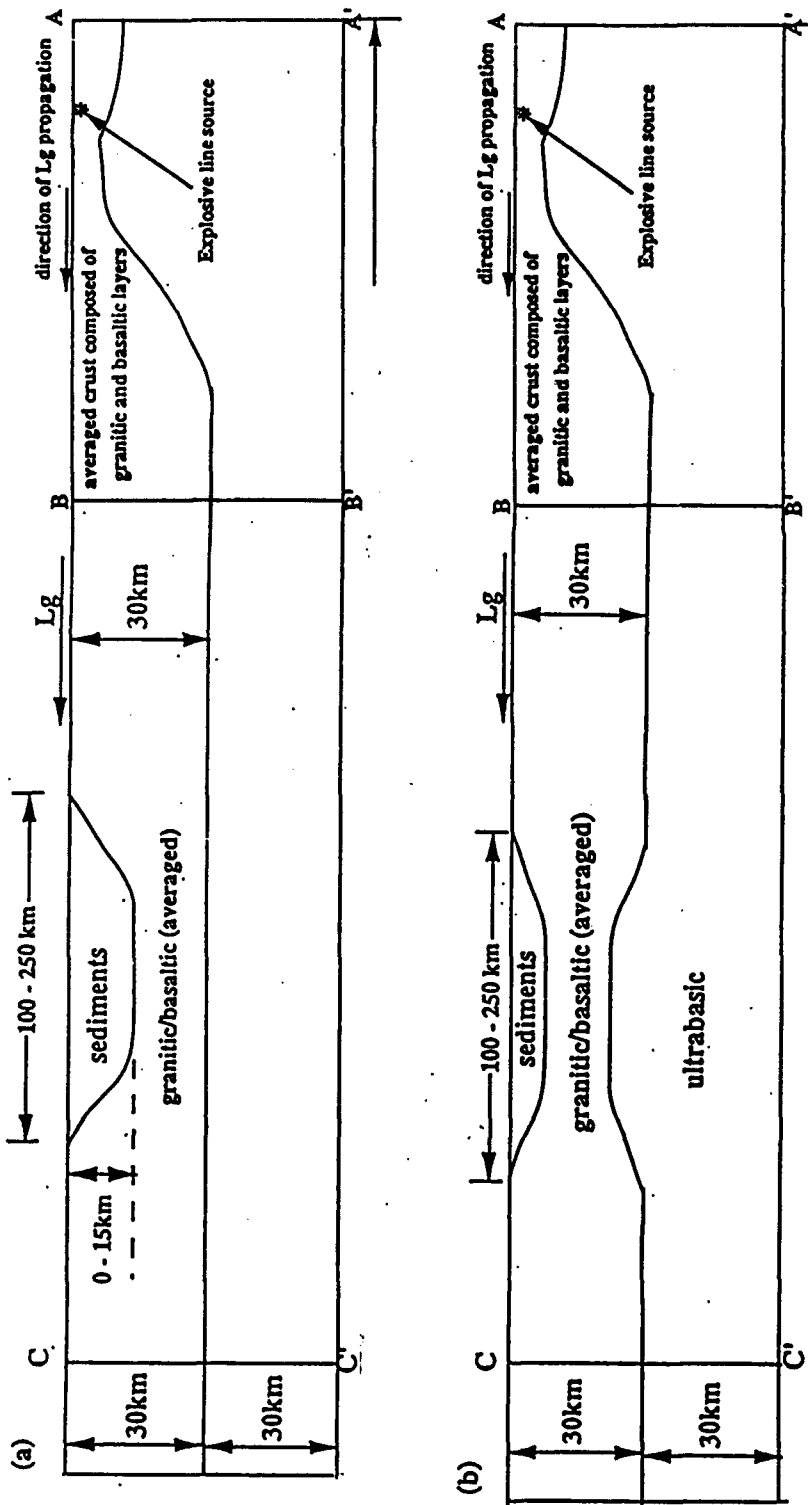 (a)
C
B
A
100 - 250 km
Lg
direction of Lg propagation
0 - 15km
sediments
granitic/basaltic (averaged)
30km
averaged crust composed of
granitic and basaltic layers
*
Explosive line source
30km
30km
C'
B'
A'
(b)
C
B
A
Lg
direction of Lg propagation
100 - 250 km
sediments
granitic/basaltic (averaged)
ultrabasic
30km
averaged crust composed of
granitic and basaltic layers
*
Explosive line source
30km
30km
C'
B'
A'